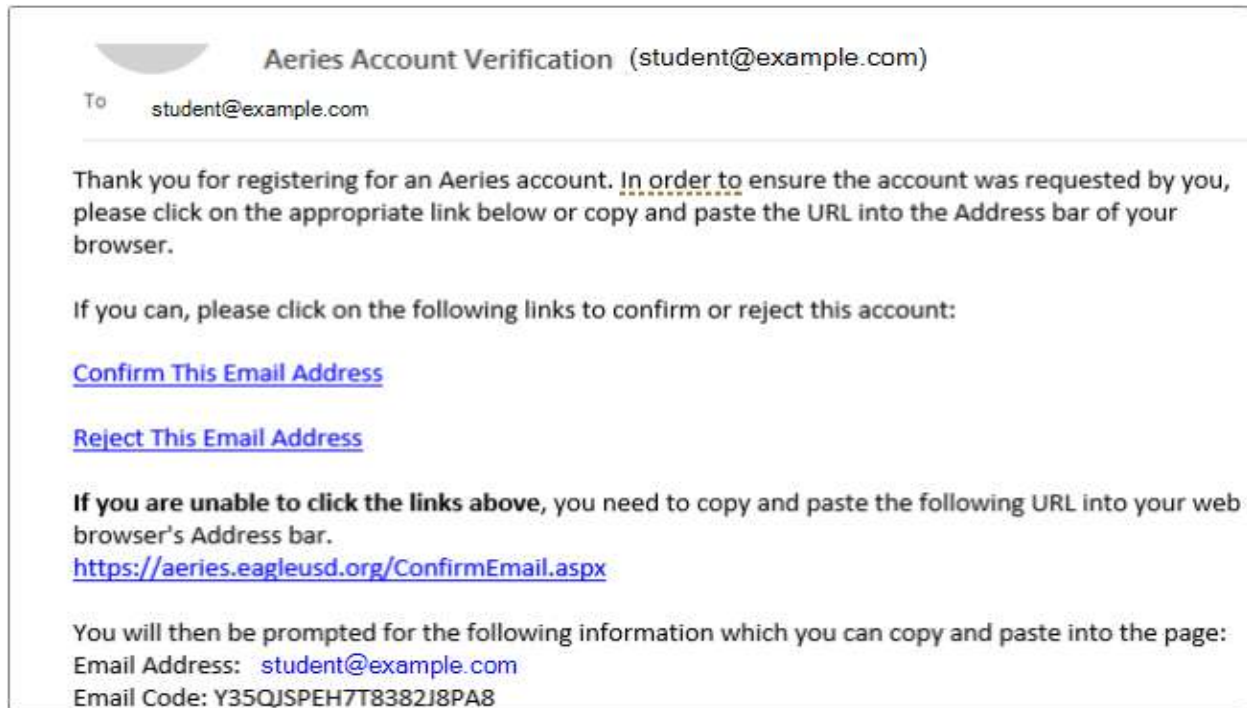 Aeries Account Verification (student@example.com)
To student@example.com
Thank you for registering for an Aeries account. In order to ensure the account was requested by you,
please click on the appropriate link below or copy and paste the URL into the Address bar of your
browser.
If you can, please click on the following links to confirm or reject this account:
Confirm This Email Address
Reject This Email Address
If you are unable to click the links above, you need to copy and paste the following URL into your web
browser's Address bar.
https://aeries.eagleusd.org/ConfirmEmail.aspx
You will then be prompted for the following information which you can copy and paste into the page:
Email Address: student@example.com
Email Code: Y35QJSPEH7T8382J8PA8